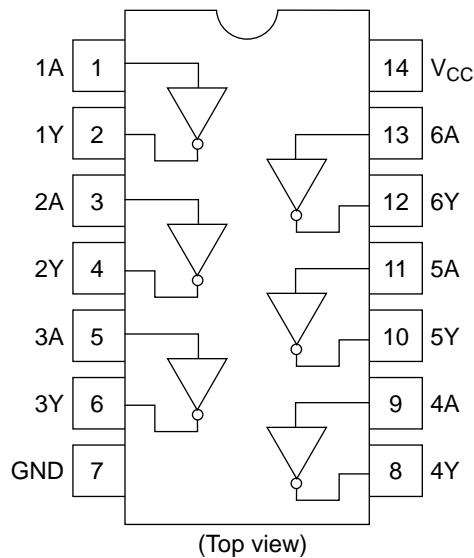 1A 1 14 VCC
1Y 2 13 6A
2A 3 12 6Y
2Y 4 11 5A
3A 5 10 5Y
3Y 6 9 4A
GND 7 8 4Y
(Top view)